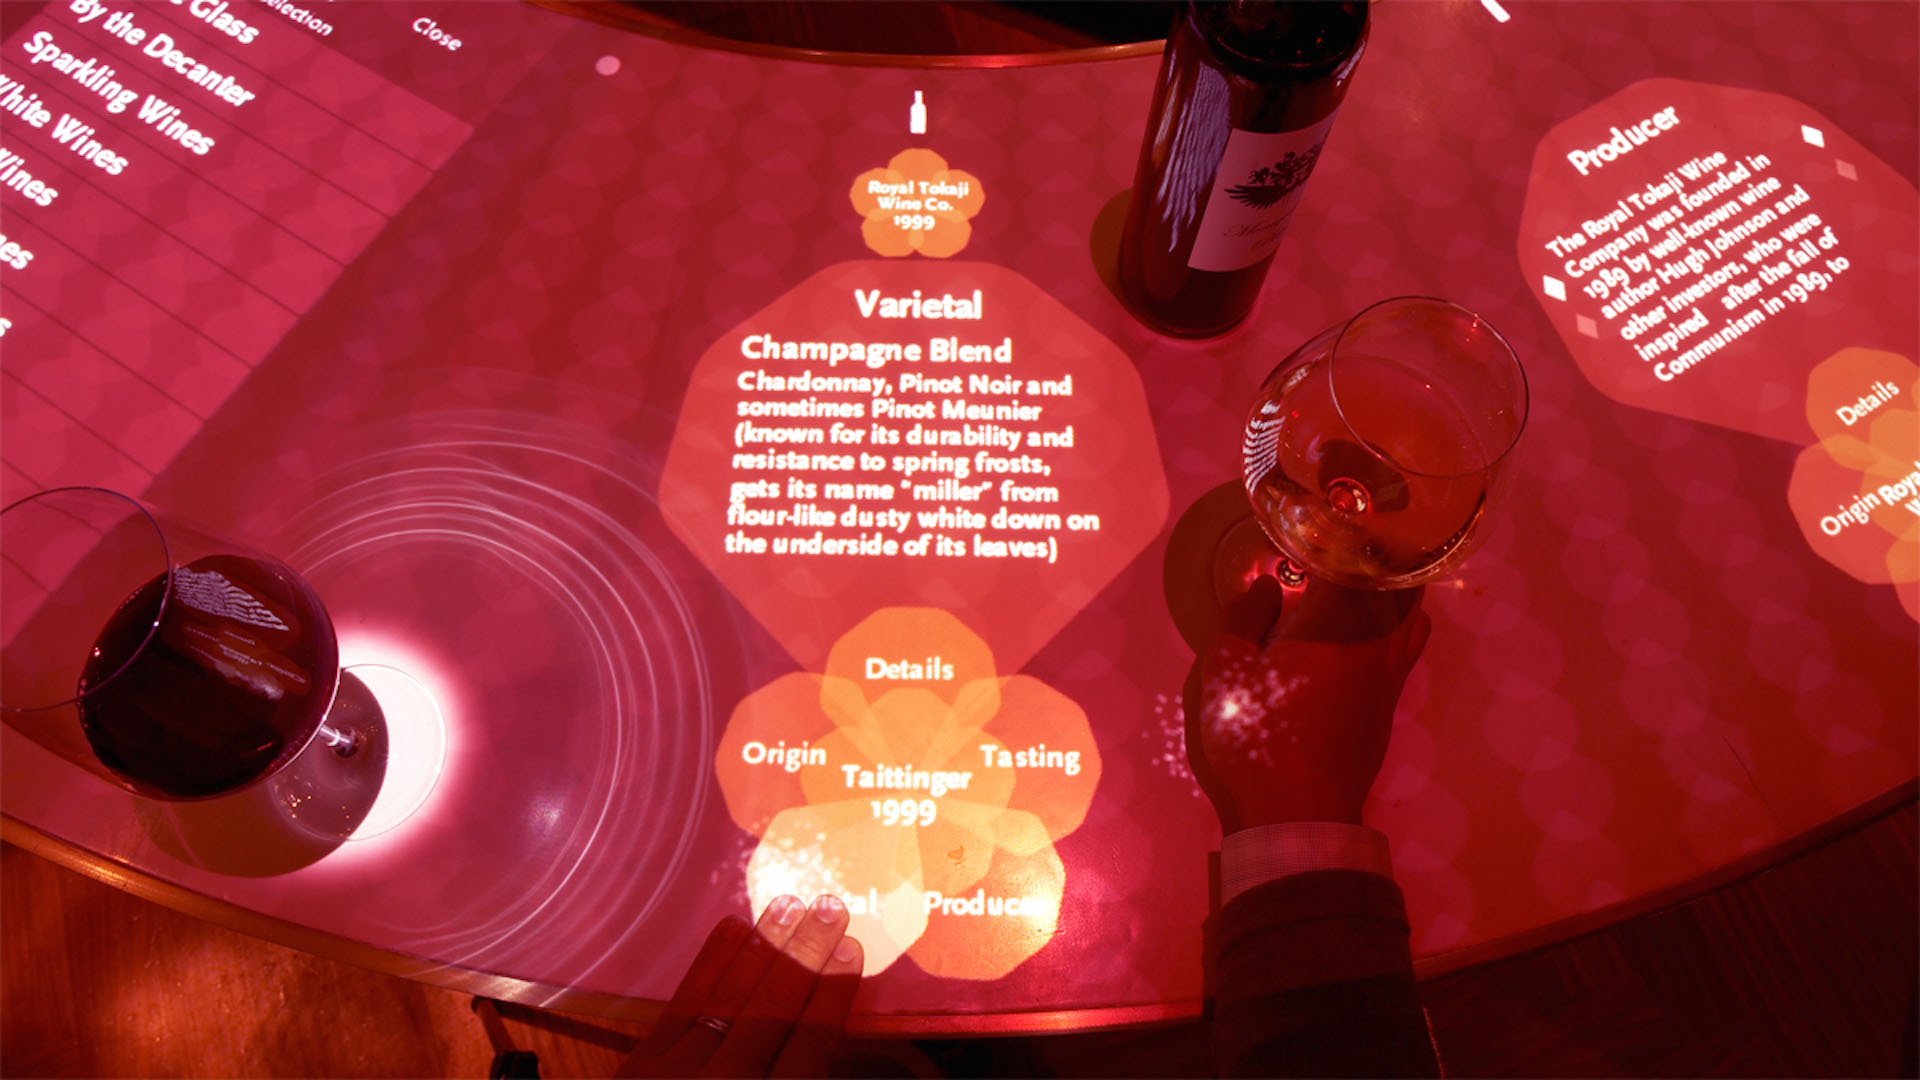 Glass
By the Decanter
Sparkling Wines
White Wines
Wines
Close
Royal Tokaji
Wine Co.
1999
Varietal
Champagne Blend
Chardonnay, Pinot Noir and
sometimes Pinot Meunier
(known for its durability and
resistance to spring frosts,
gets its name "miller" from
flour-like dusty white down on
the underside of its leaves)
Details
Origin
Tasting
Taittinger
1999
Produce
Producer
The Royal Tokaji Wine
Company was founded in
1989 by well-known wine
author Hugh Johnson and
other investors, who were
inspired after the fall of
Communism in 1989, to
Details
Origin
Royal